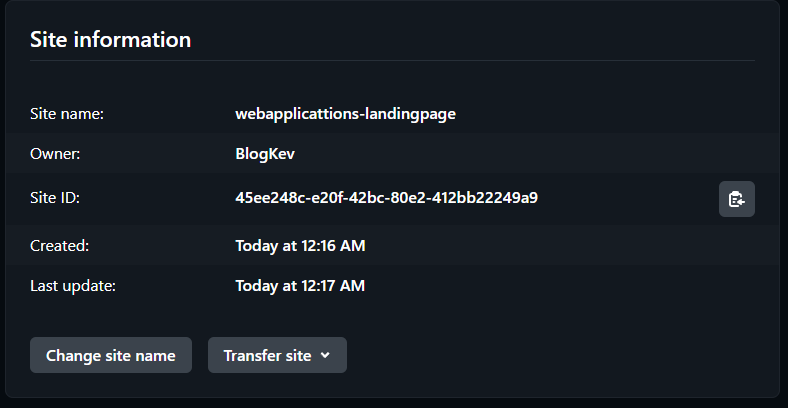 Site information
Site name: webapplicattions-landingpage
Owner: BlogKev
Site ID: 45ee248c-e20f-42bc-80e2-412bb22249a9
Created: Today at 12:16 AM
Last update: Today at 12:17 AM
Change site name Transfer site